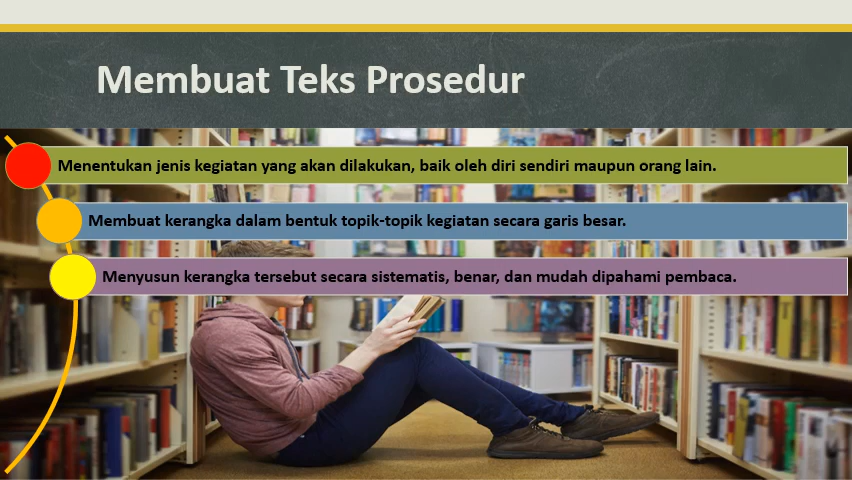 Membuat Teks Prosedur
Menentukan jenis kegiatan yang akan dilakukan, baik oleh diri sendiri maupun orang lain.
Membuat kerangka dalam bentuk topik-topik kegiatan secara garis besar.
Menyusun kerangka tersebut secara sistematis, benar, dan mudah dipahami pembaca.